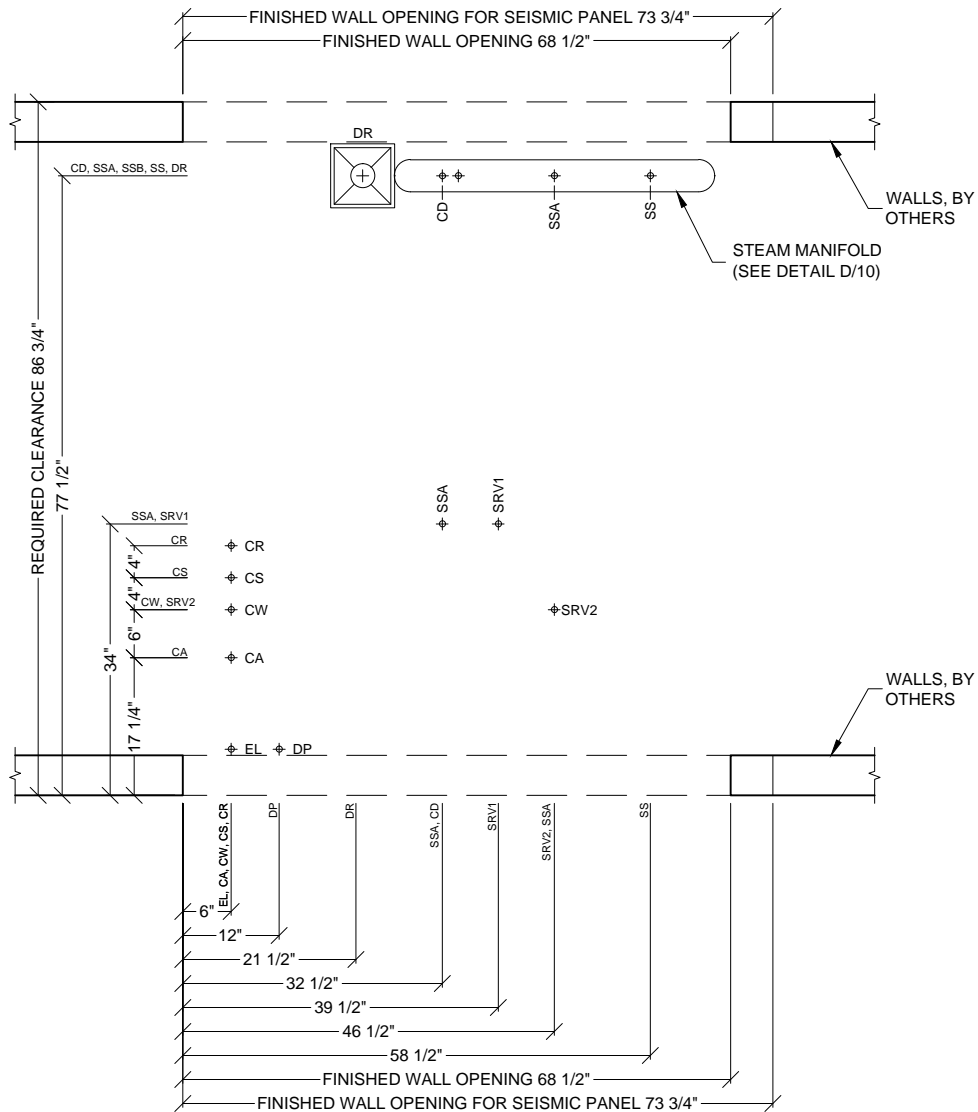 FINISHED WALL OPENING FOR SEISMIC PANEL 73 3/4"
FINISHED WALL OPENING 68 1/2"
DR
CD, SSA, SSB, SS, DR
CD
SSA
SS
WALLS, BY
OTHERS
STEAM MANIFOLD
(SEE DETAIL D/10)
REQUIRED CLEARANCE 86 3/4"
77 1/2"
SSA, SRV1
SSA
SRV1
CR
CR
4"
CS
CS
4"
CW, SRV2
CW
SRV2
6"
34"
CA
CA
WALLS, BY
OTHERS
17 1/4"
EL
DP
EL, CA, CW, CS, CR
DP
DR
SSA, CD
SRV1
SRV2, SSA
SS
6"
12"
21 1/2"
32 1/2"
39 1/2"
46 1/2"
58 1/2"
FINISHED WALL OPENING 68 1/2"
FINISHED WALL OPENING FOR SEISMIC PANEL 73 3/4"